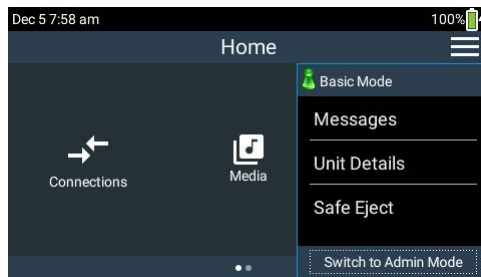 Dec 5 7:58 am
100%
Home
Basic Mode
Messages
Connections
Media
Unit Details
Safe Eject
Switch to Admin Mode